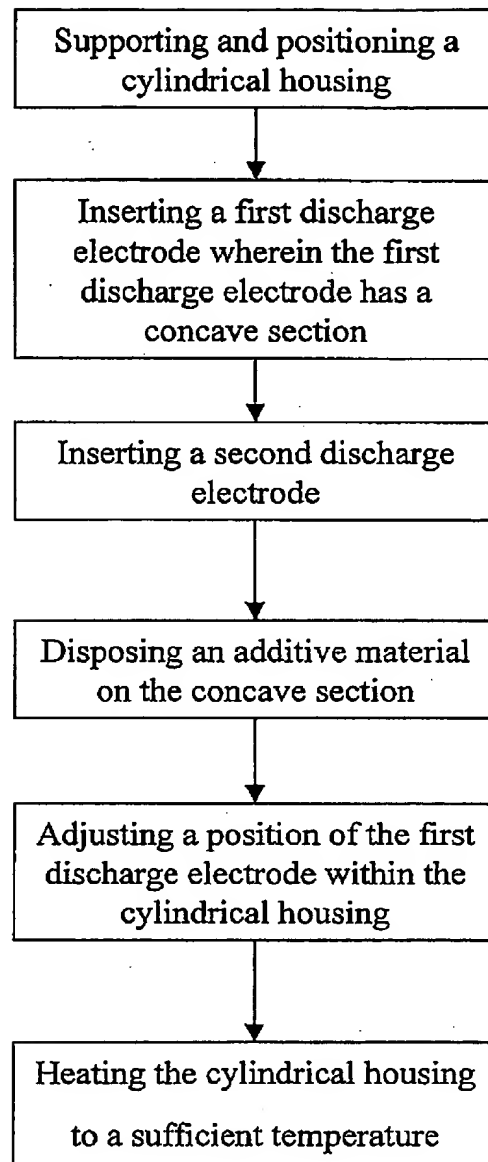 Supporting and positioning a
cylindrical housing
Inserting a first discharge
electrode wherein the first
discharge electrode has a
concave section
Inserting a second discharge
electrode
Disposing an additive material
on the concave section
Adjusting a position of the first
discharge electrode within the
cylindrical housing
Heating the cylindrical housing
to a sufficient temperature